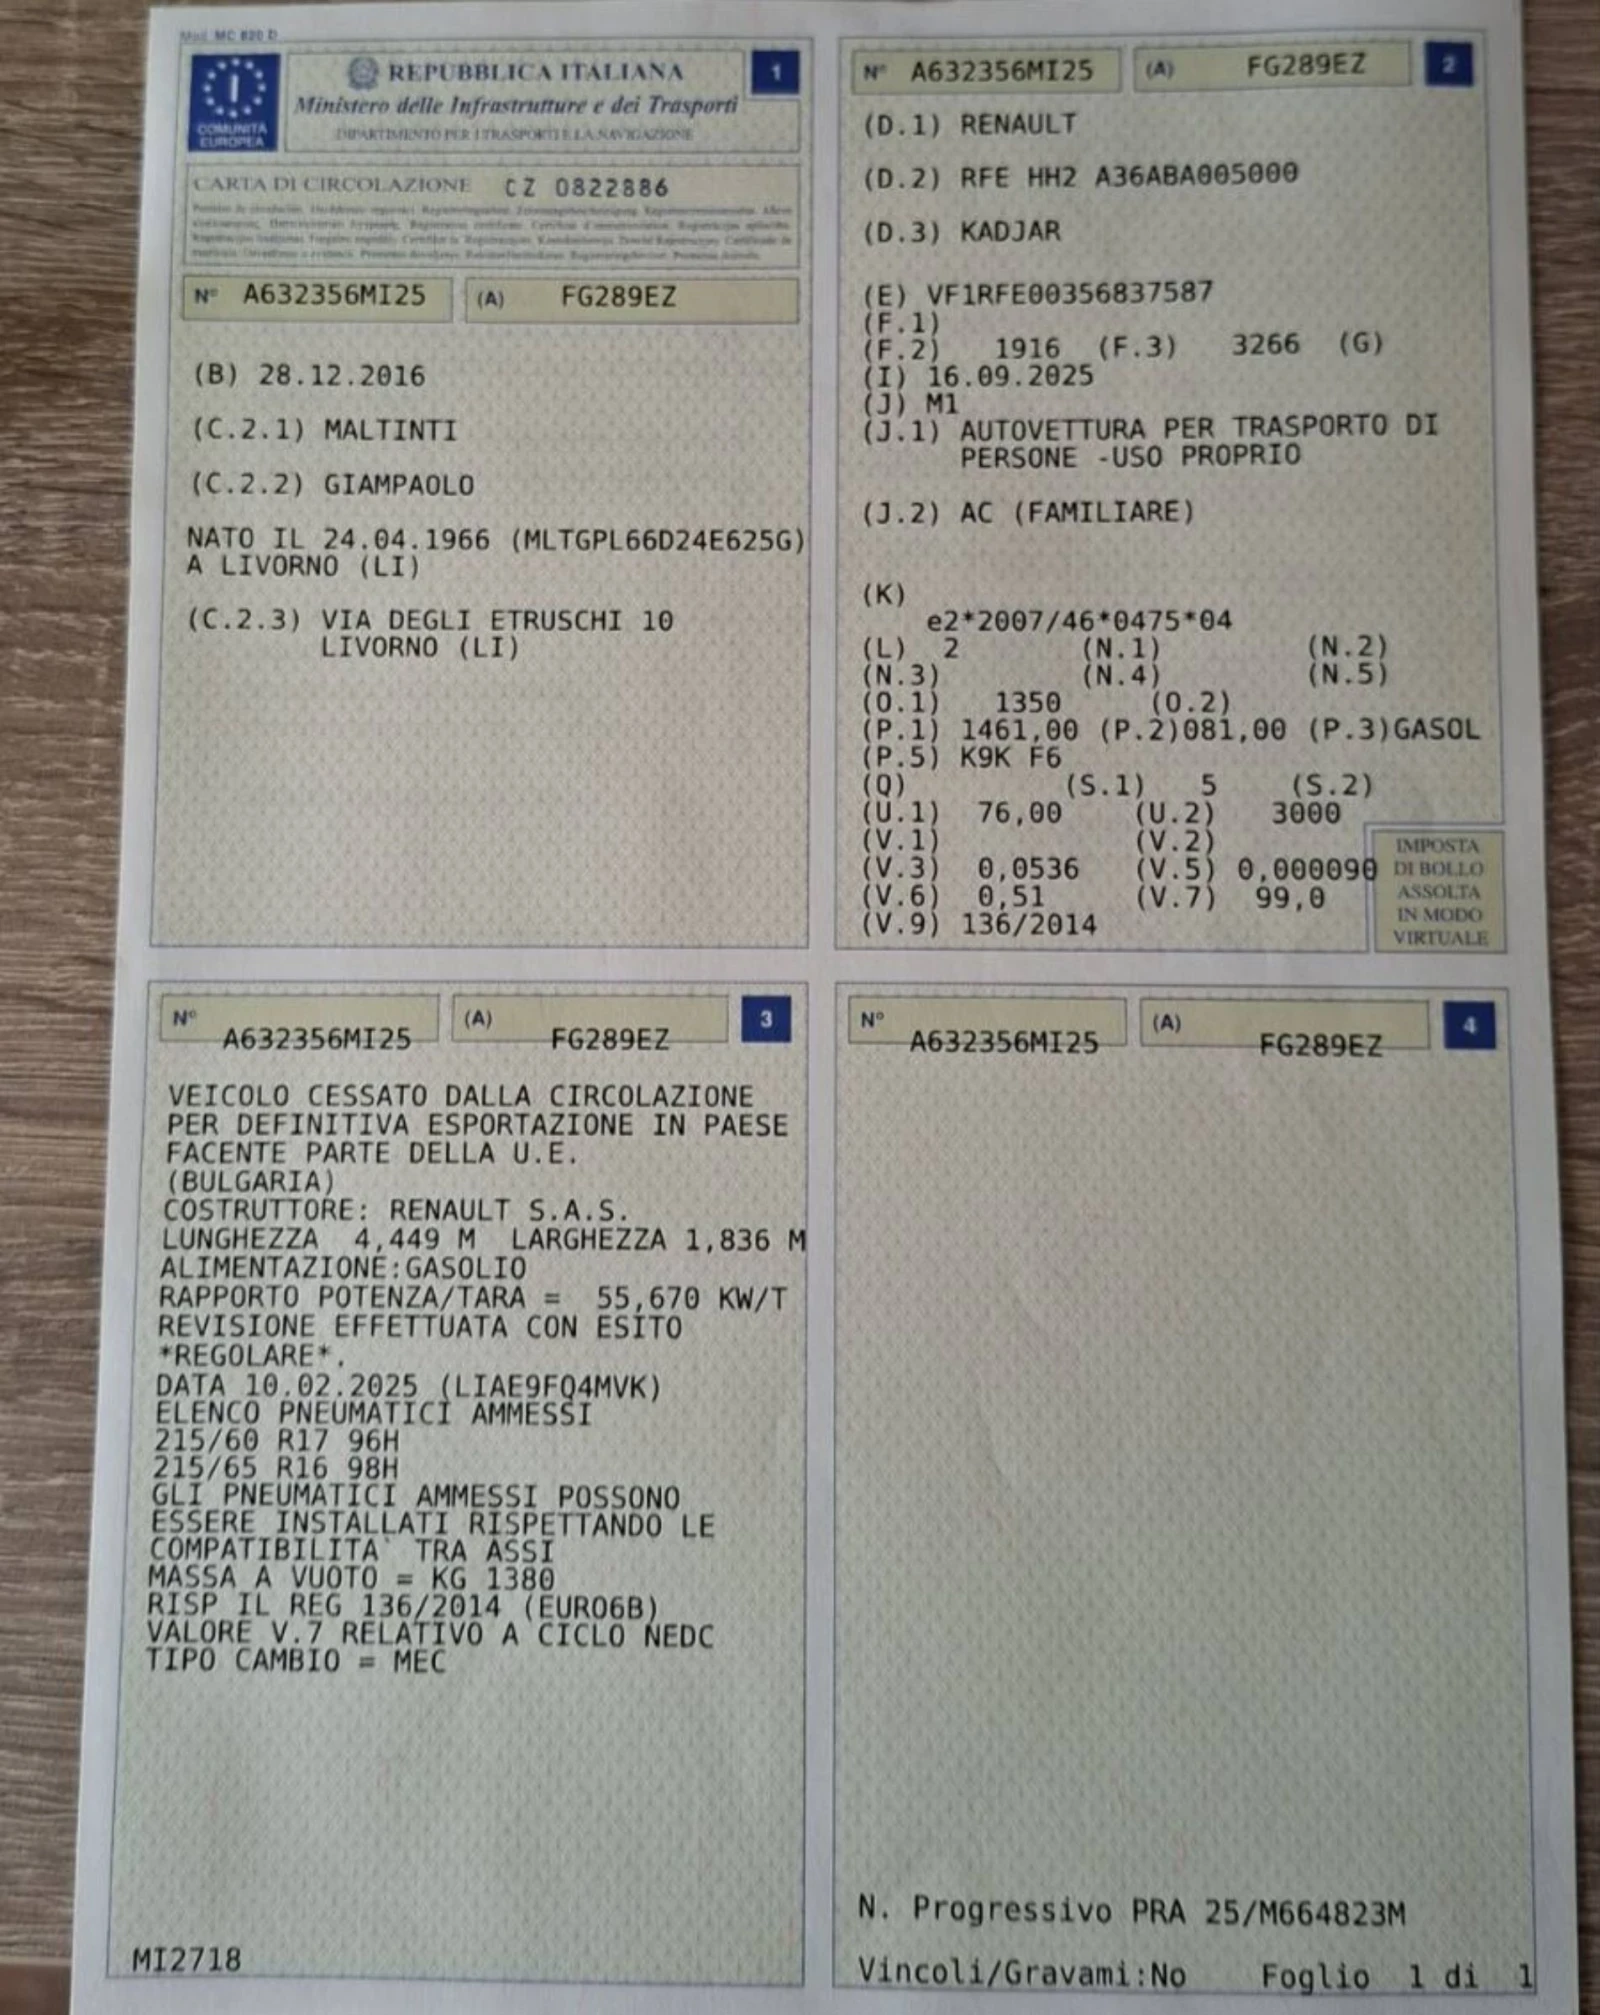 Mod. MC 820 D
I
COMUNITÀ
EUROPEA
REPUBBLICA ITALIANA
Ministero delle Infrastrutture e dei Trasporti
DIPARTIMENTO PER I TRASPORTI E LA NAVIGAZIONE
1
CARTA DI CIRCOLAZIONE CZ 0822886
N° A632356MI25 (A) FG289EZ
(B) 28.12.2016
(C.2.1) MALTINTI
(C.2.2) GIAMPAOLO
NATO IL 24.04.1966 (MLTGPL66D24E625G)
A LIVORNO (LI)
(C.2.3) VIA DEGLI ETRUSCHI 10
LIVORNO (LI)
N° A632356MI25 (A) FG289EZ 2
(D.1) RENAULT
(D.2) RFE HH2 A36ABA005000
(D.3) KADJAR
(E) VF1RFE00356837587
(F.1)
(F.2) 1916 (F.3) 3266 (G)
(I) 16.09.2025
(J) M1
(J.1) AUTOVETTURA PER TRASPORTO DI
PERSONE -USO PROPRIO
(J.2) AC (FAMILIARE)
(K)
e2*2007/46*0475*04
(L) 2 (N.1) (N.2)
(N.3) (N.4) (N.5)
(O.1) 1350 (O.2)
(P.1) 1461,00 (P.2)081,00 (P.3)GASOL
(P.5) K9K F6
(Q) (S.1) 5 (S.2)
(U.1) 76,00 (U.2) 3000
(V.1) (V.2)
(V.3) 0,0536 (V.5) 0,000090
(V.6) 0,51 (V.7) 99,0
(V.9) 136/2014
IMPOSTA
DI BOLLO
ASSOLTA
IN MODO
VIRTUALE
N° A632356MI25 (A) FG289EZ 3
VEICOLO CESSATO DALLA CIRCOLAZIONE
PER DEFINITIVA ESPORTAZIONE IN PAESE
FACENTE PARTE DELLA U.E.
(BULGARIA)
COSTRUTTORE: RENAULT S.A.S.
LUNGHEZZA 4,449 M LARGHEZZA 1,836 M
ALIMENTAZIONE:GASOLIO
RAPPORTO POTENZA/TARA = 55,670 KW/T
REVISIONE EFFETTUATA CON ESITO
*REGOLARE*.
DATA 10.02.2025 (LIAE9FQ4MVK)
ELENCO PNEUMATICI AMMESSI
215/60 R17 96H
215/65 R16 98H
GLI PNEUMATICI AMMESSI POSSONO
ESSERE INSTALLATI RISPETTANDO LE
COMPATIBILITA` TRA ASSI
MASSA A VUOTO = KG 1380
RISP IL REG 136/2014 (EURO6B)
VALORE V.7 RELATIVO A CICLO NEDC
TIPO CAMBIO = MEC
MI2718
N° A632356MI25 (A) FG289EZ 4
N. Progressivo PRA 25/M664823M
Vincoli/Gravami:No Foglio 1 di 1